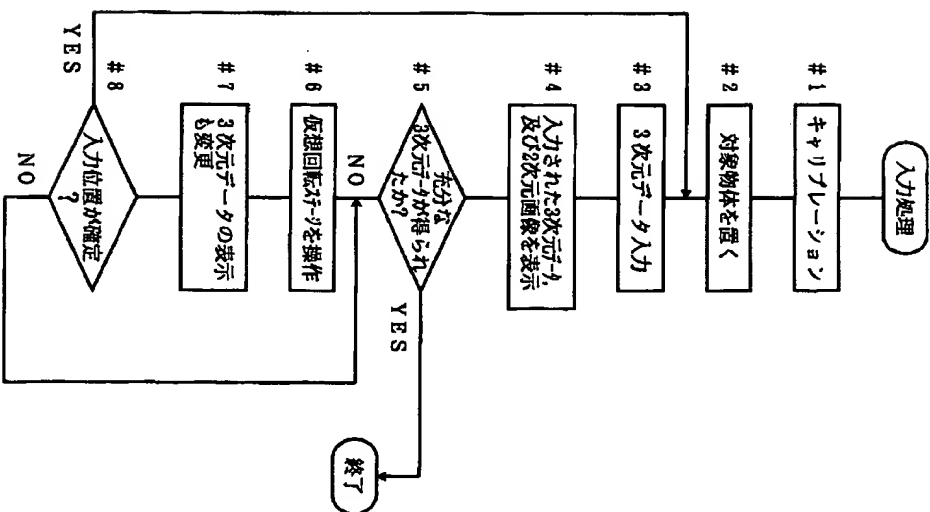 入力処理
#1
キャリブレーション
#2
対象物体を置く
#3
3次元データ入力
#4
入力された3次元データ,
及び2次元画像を表示
#5
充分な
3次元データが得られ
たか?
YES
終了
NO
#6
仮想回転ステージを操作
#7
3次元データの表示
も変更
#8
入力位置が確定
?
YES
NO